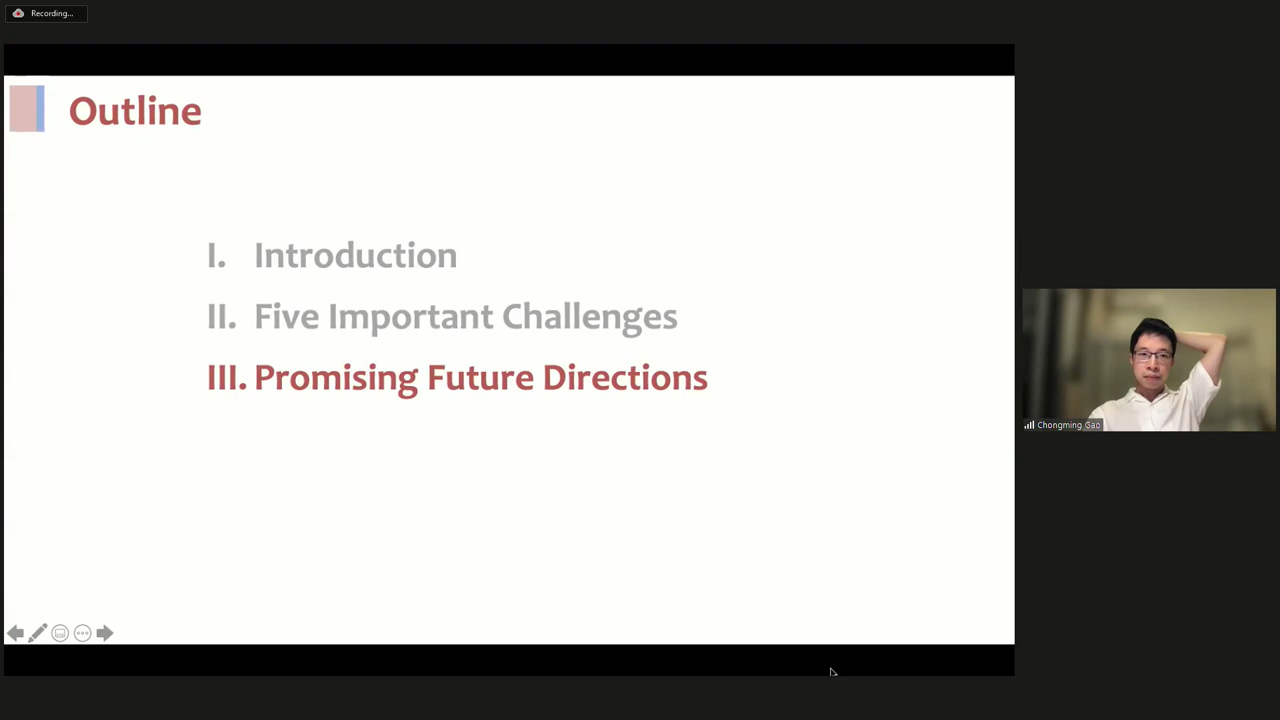 Recording...
Outline
I. Introduction
II. Five Important Challenges
III. Promising Future Directions
Chongming Gao